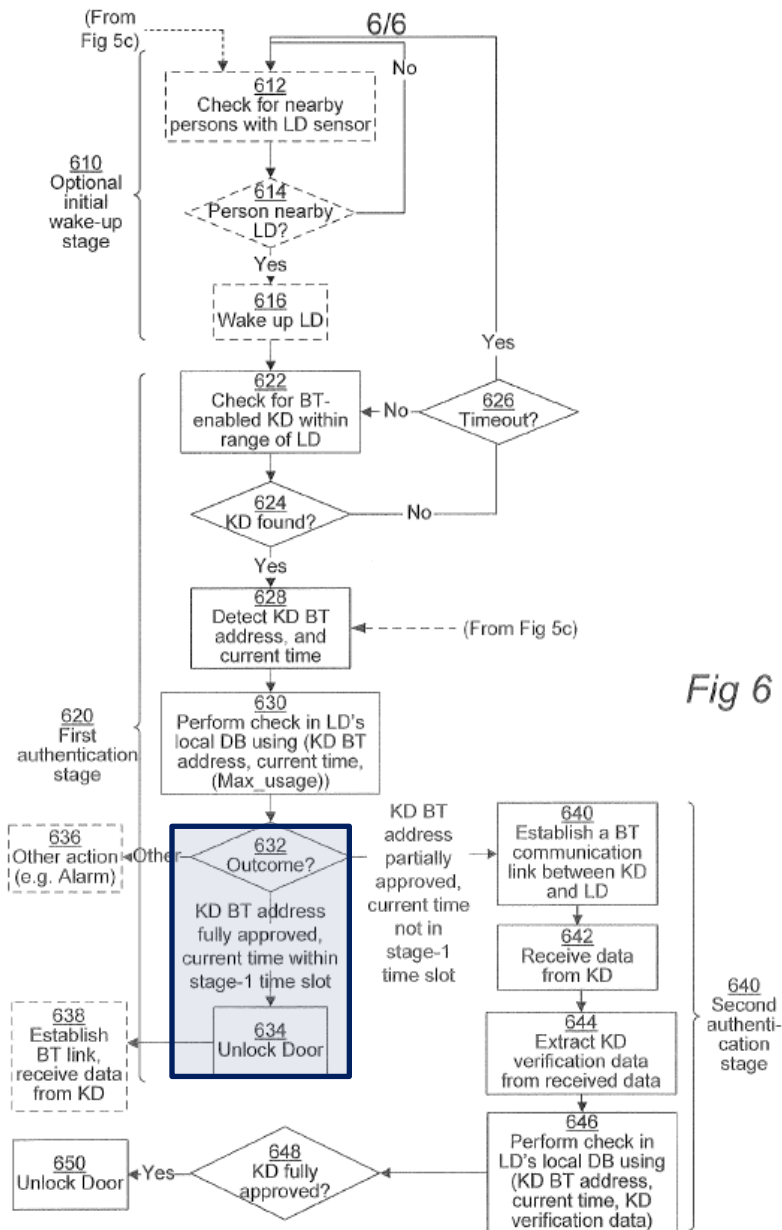 (From
Fig 5c)
6/6
No
612
Check for nearby
persons with LD sensor
610
Optional
initial
wake-up
stage
614
Person nearby
LD?
Yes
616
Wake up LD
Yes
622
Check for BT-
enabled KD within
range of LD
No
626
Timeout?
624
KD found?
No
Yes
628
Detect KD BT
address, and
current time
(From Fig 5c)
Fig 6
620
First
authentication
stage
630
Perform check in LD's
local DB using (KD BT
address, current time,
(Max_usage))
636
Other action
(e.g. Alarm)
Other
632
Outcome?
KD BT
address
partially
approved,
current time
not in
stage-1
time slot
KD BT address
fully approved,
current time within
stage-1 time slot
634
Unlock Door
638
Establish
BT link,
receive data
from KD
640
Establish a BT
communication
link between KD
and LD
642
Receive data
from KD
640
Second
authenti-
cation
stage
644
Extract KD
verification data
from received data
646
Perform check in
LD's local DB using
(KD BT address,
current time, KD
verification data)
648
KD fully
approved?
Yes
650
Unlock Door